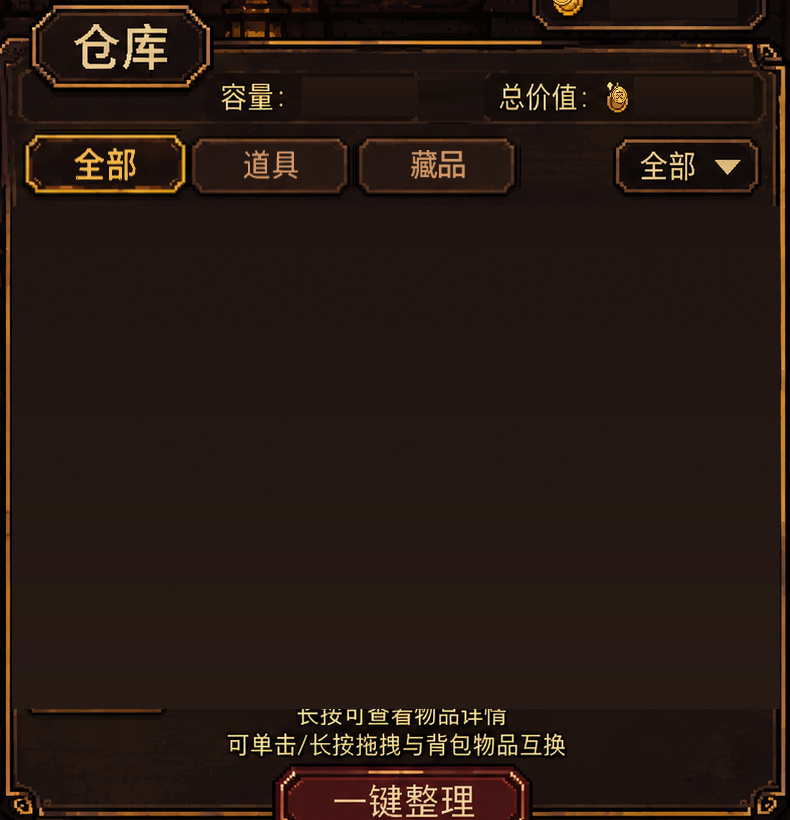 仓库
容量：
总价值：
全部
道具
藏品
全部
长按可查看物品详情
可单击/长按拖拽与背包物品互换
一键整理